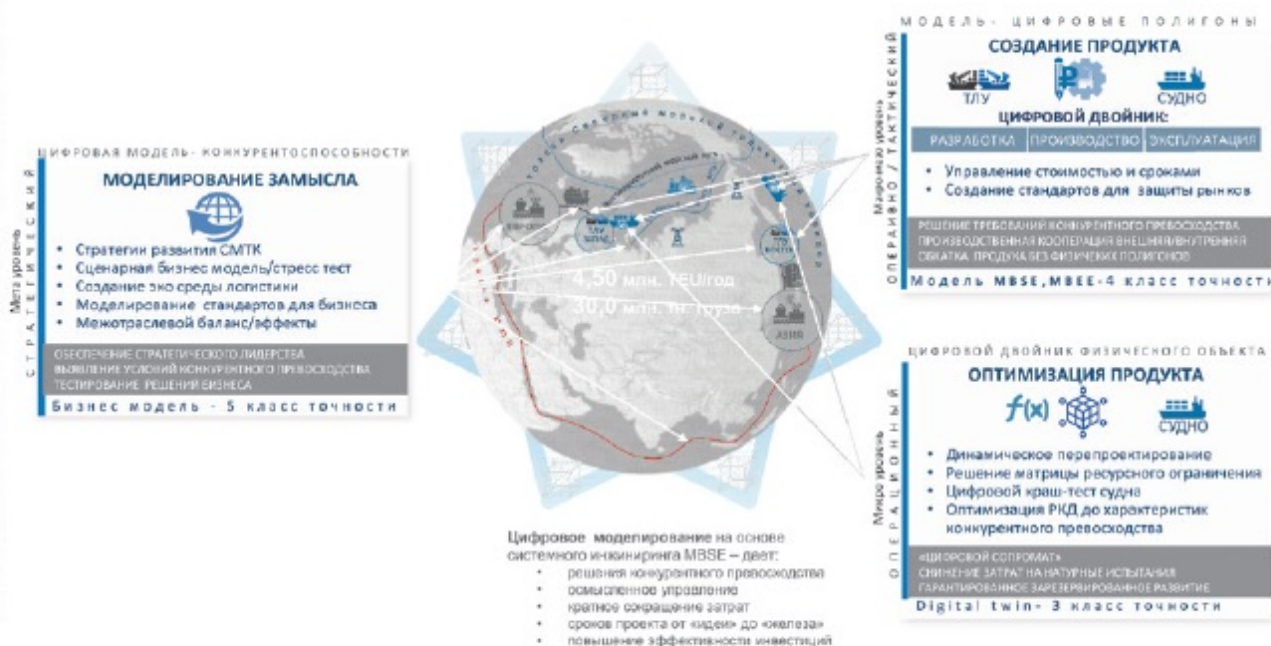 ЦИФРОВАЯ МОДЕЛЬ- КОНКУРЕНТОСПОСОБНОСТИ
Мета уровень
СТРАТЕГИЧЕСКИЙ
МОДЕЛИРОВАНИЕ ЗАМЫСЛА
• Стратегии развития СМТК
• Сценарная бизнес модель/стресс тест
• Создание эко среды логистики
• Моделирование стандартов для бизнеса
• Межотраслевой баланс/эффекты
ОБЕСПЕЧЕНИЕ СТРАТЕГИЧЕСКОГО ЛИДЕРСТВА
ВЫЯВЛЕНИЕ УСЛОВИЙ КОНКУРЕНТНОГО ПРЕВОСХОДСТВА
ТЕСТИРОВАНИЕ РЕШЕНИЙ БИЗНЕСА
Бизнес модель - 5 класс точности
ТЛУ
ЗАПАД
4,50 млн. TEU/год
30,0 млн. тн. груза
АЗИЯ
Цифровое моделирование на основе
системного инжиниринга MBSE – дает:
• решения конкурентного превосходства
• осмысленное управление
• кратное сокращение затрат
• сроков проекта от «идеи» до «железа»
• повышение эффективности инвестиций
МОДЕЛЬ- ЦИФРОВЫЕ ПОЛИГОНЫ
ОПЕРАТИВНО / ТАКТИЧЕСКИЙ
СОЗДАНИЕ ПРОДУКТА
ТЛУ
СУДНО
ЦИФРОВОЙ ДВОЙНИК:
РАЗРАБОТКА ПРОИЗВОДСТВО ЭКСПЛУАТАЦИЯ
• Управление стоимостью и сроками
• Создание стандартов для защиты рынков
РЕШЕНИЕ ТРЕБОВАНИЙ КОНКУРЕНТНОГО ПРЕВОСХОДСТВА
ПРОИЗВОДСТВЕННАЯ КООПЕРАЦИЯ ВНЕШНЯЯ/ВНУТРЕННЯЯ
ОБКАТКА ПРОДУКА БЕЗ ФИЗИЧЕКИХ ПОЛИГОНОВ
Модель MBSE,MBEE-4 класс точности
ЦИФРОВОЙ ДВОЙНИК ФИЗИЧЕСКОГО ОБЪЕКТА
Микро уровень
ОПЕРАЦИОННЫЙ
ОПТИМИЗАЦИЯ ПРОДУКТА
f(x)
СУДНО
• Динамическое перепроектирование
• Решение матрицы ресурсного ограничения
• Цифровой краш-тест судна
• Оптимизация РКД до характеристик
конкурентного превосходства
«ЦИФРОВОЙ СОПРОМАТ»
СНИЖЕНИЕ ЗАТРАТ НА НАТУРНЫЕ ИСПЫТАНИЯ
ГАРАНТИРОВАННОЕ ЗАРЕЗЕРВИРОВАННОЕ РАЗВИТИЕ
Digital twin- 3 класс точности